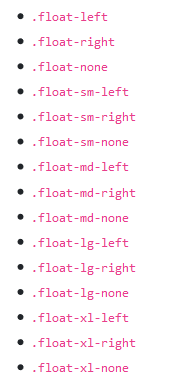 .float-left
.float-right
.float-none
.float-sm-left
.float-sm-right
.float-sm-none
.float-md-left
.float-md-right
.float-md-none
.float-lg-left
.float-lg-right
.float-lg-none
.float-xl-left
.float-xl-right
.float-xl-none